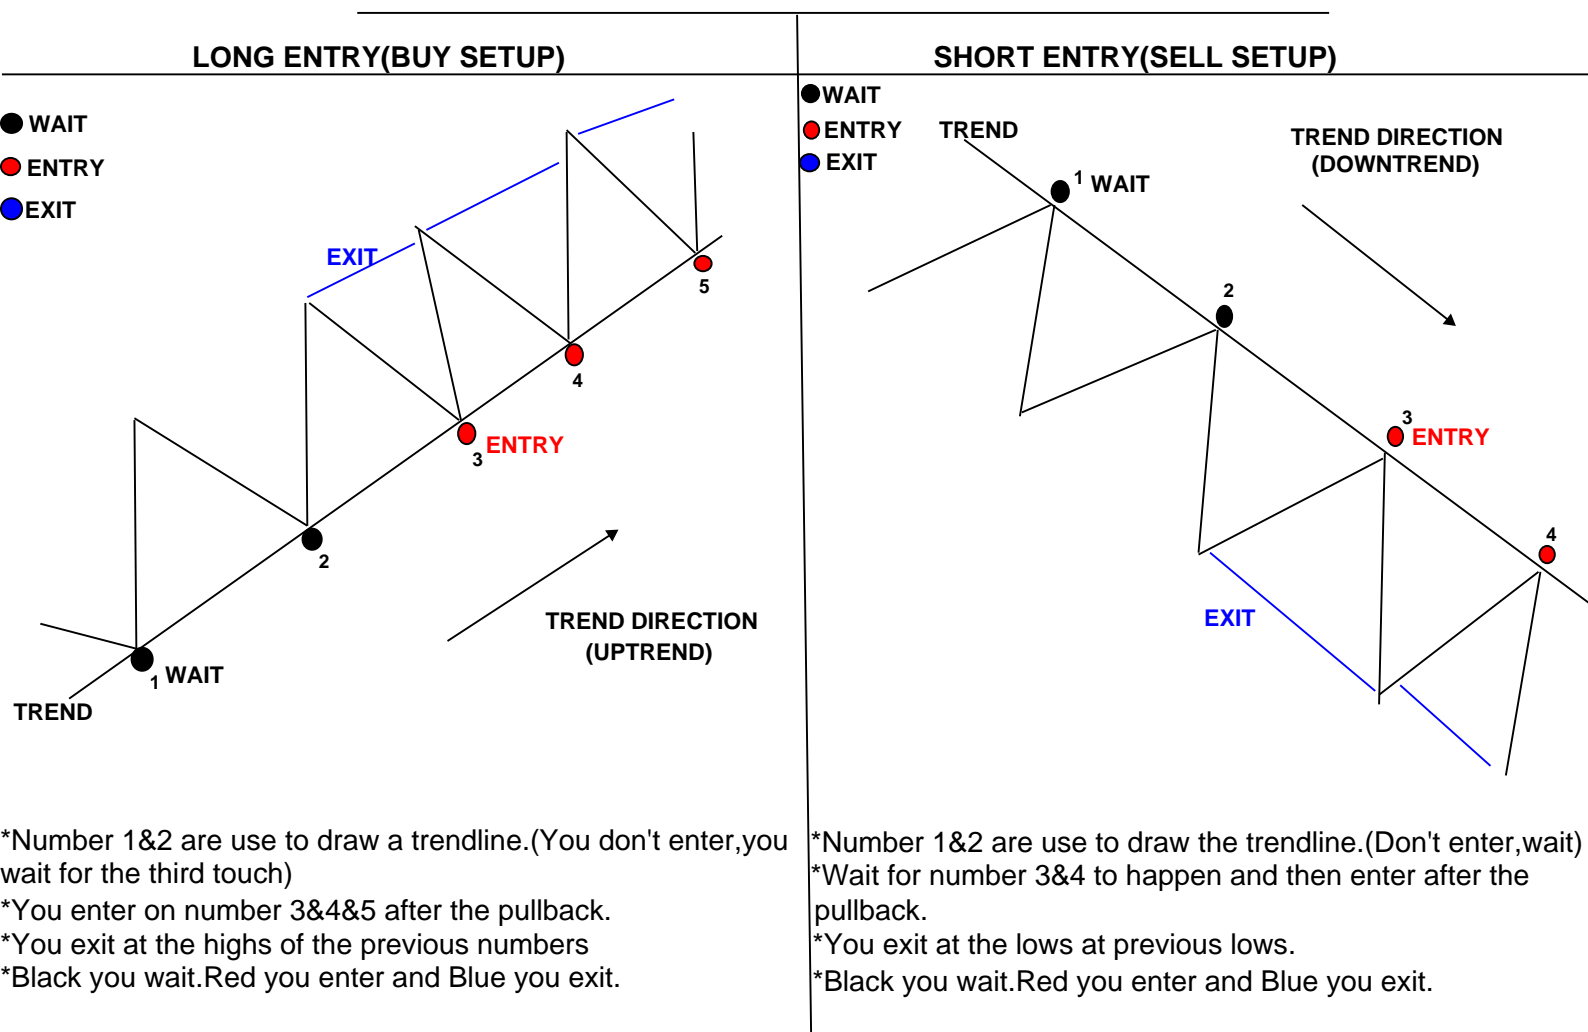 LONG ENTRY(BUY SETUP)
WAIT
ENTRY
EXIT
EXIT
5
4
3 ENTRY
2
TREND DIRECTION
(UPTREND)
1 WAIT
TREND
*Number 1&2 are use to draw a trendline.(You don't enter,you
wait for the third touch)
*You enter on number 3&4&5 after the pullback.
*You exit at the highs of the previous numbers
*Black you wait.Red you enter and Blue you exit.
SHORT ENTRY(SELL SETUP)
WAIT
ENTRY
EXIT
TREND
TREND DIRECTION
(DOWNTREND)
1 WAIT
2
3
ENTRY
4
EXIT
*Number 1&2 are use to draw the trendline.(Don't enter,wait)
*Wait for number 3&4 to happen and then enter after the
pullback.
*You exit at the lows at previous lows.
*Black you wait.Red you enter and Blue you exit.